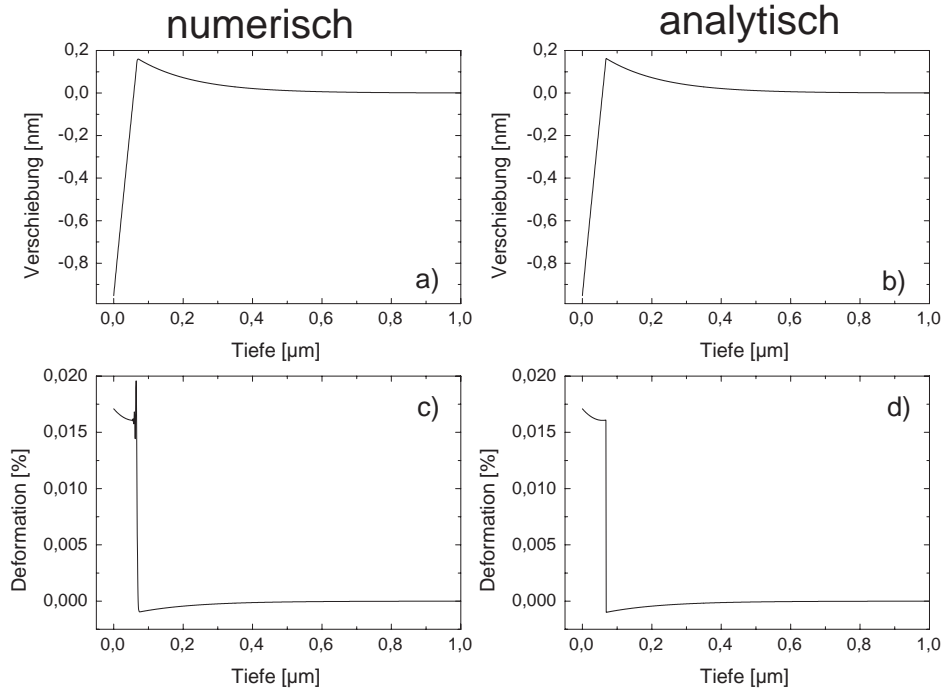 numerisch
analytisch
0,2
0,0
-0,2
-0,4
-0,6
-0,8
Verschiebung [nm]
a)
0,0 0,2 0,4 0,6 0,8 1,0
Tiefe [µm]
0,2
0,0
-0,2
-0,4
-0,6
-0,8
Verschiebung [nm]
b)
0,0 0,2 0,4 0,6 0,8 1,0
Tiefe [µm]
0,020
0,015
0,010
0,005
0,000
Deformation [%]
c)
0,0 0,2 0,4 0,6 0,8 1,0
Tiefe [µm]
0,020
0,015
0,010
0,005
0,000
Deformation [%]
d)
0,0 0,2 0,4 0,6 0,8 1,0
Tiefe [µm]